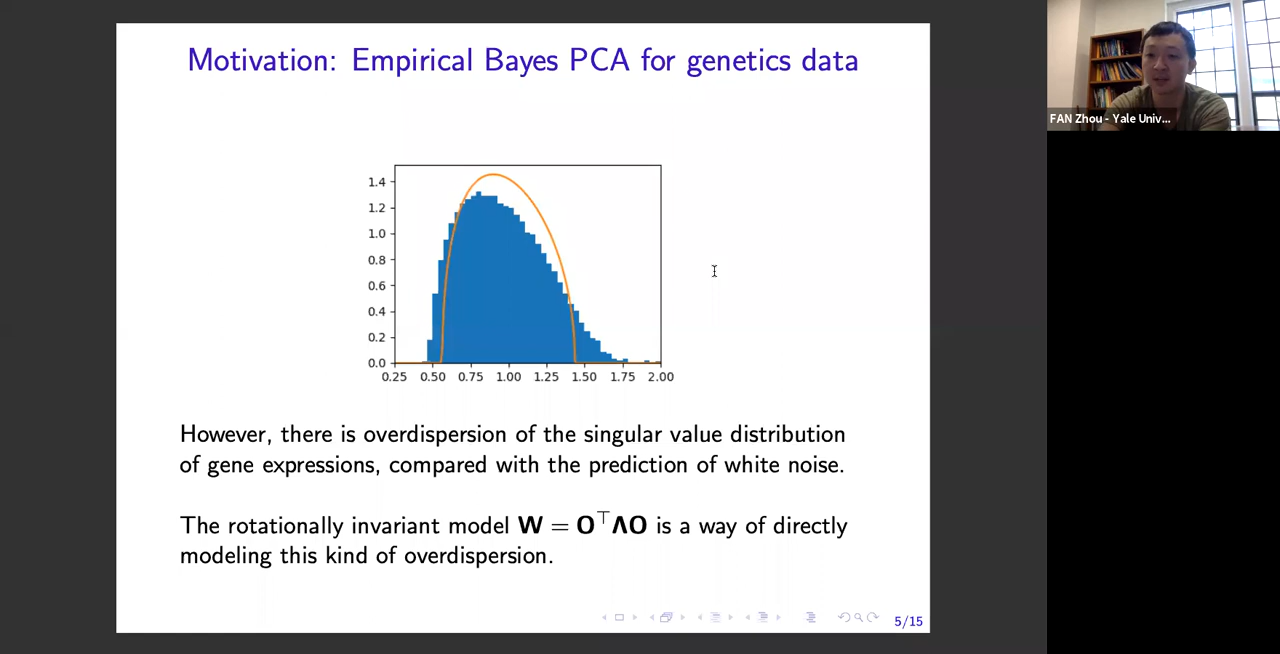 Motivation: Empirical Bayes PCA for genetics data
1.4
1.2
1.0
0.8
0.6
0.4
0.2
0.0
0.25 0.50 0.75 1.00 1.25 1.50 1.75 2.00
However, there is overdispersion of the singular value distribution
of gene expressions, compared with the prediction of white noise.
The rotationally invariant model W = O⊤ΛO is a way of directly
modeling this kind of overdispersion.
5/15
FAN Zhou - Yale Univ...